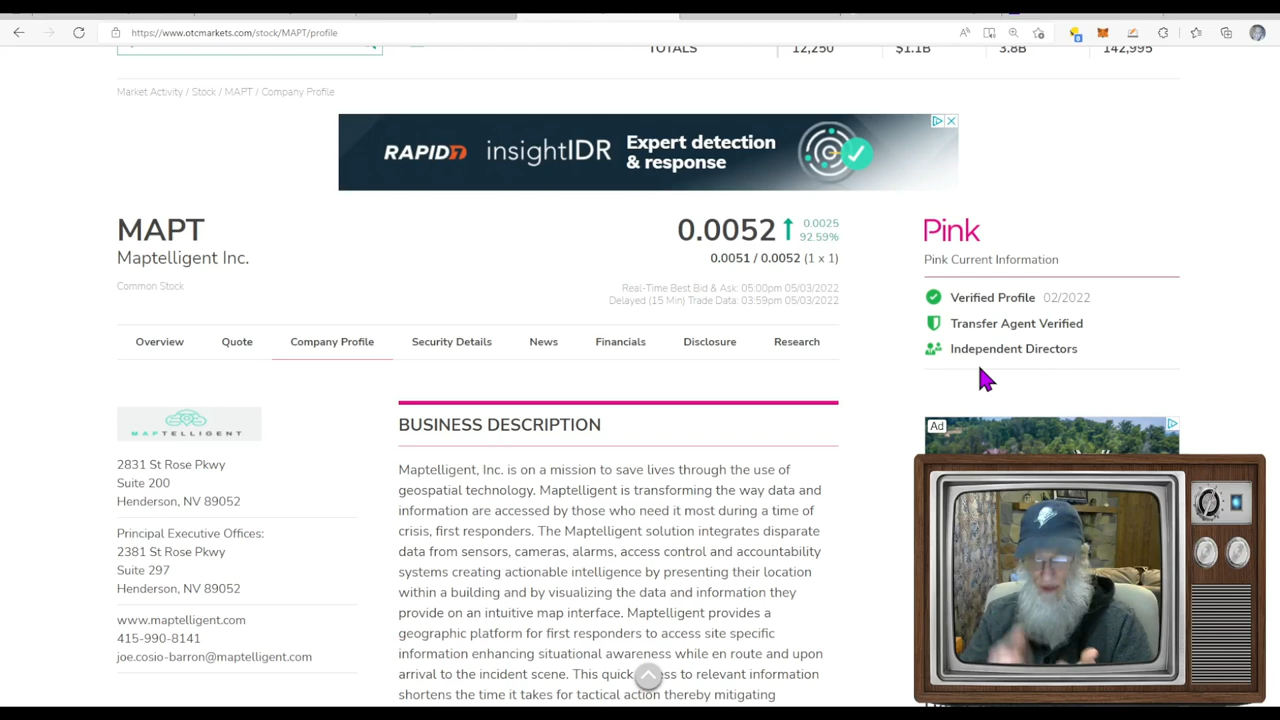 https://www.otcmarkets.com/stock/MAPT/profile
TOTALS 12,250 $1.1B 3.8B 142,995
Market Activity / Stock / MAPT / Company Profile
RAPID7 insightIDR Expert detection
& response
MAPT
Maptelligent Inc.
Common Stock
0.0052 0.0025
92.59%
0.0051 / 0.0052 (1 x 1)
Real-Time Best Bid & Ask: 05:00pm 05/03/2022
Delayed (15 Min) Trade Data: 03:59pm 05/03/2022
Pink
Pink Current Information
Verified Profile 02/2022
Transfer Agent Verified
Independent Directors
Overview Quote Company Profile Security Details News Financials Disclosure Research
MAPTELLIGENT
2831 St Rose Pkwy
Suite 200
Henderson, NV 89052
Principal Executive Offices:
2381 St Rose Pkwy
Suite 297
Henderson, NV 89052
www.maptelligent.com
415-990-8141
joe.cosio-barron@maptelligent.com
BUSINESS DESCRIPTION
Maptelligent, Inc. is on a mission to save lives through the use of
geospatial technology. Maptelligent is transforming the way data and
information are accessed by those who need it most during a time of
crisis, first responders. The Maptelligent solution integrates disparate
data from sensors, cameras, alarms, access control and accountability
systems creating actionable intelligence by presenting their location
within a building and by visualizing the data and information they
provide on an intuitive map interface. Maptelligent provides a
geographic platform for first responders to access site specific
information enhancing situational awareness while en route and upon
arrival to the incident scene. This quick to relevant information
shortens the time it takes for tactical action thereby mitigating
Ad